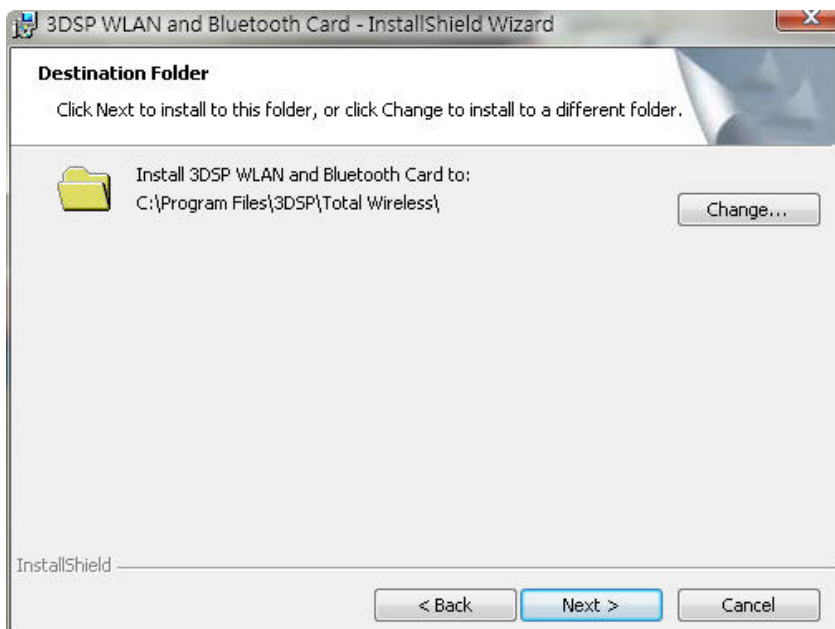 3DSP WLAN and Bluetooth Card - InstallShield Wizard
Destination Folder
Click Next to install to this folder, or click Change to install to a different folder.
Install 3DSP WLAN and Bluetooth Card to:
C:\Program Files\3DSP\Total Wireless\
Change...
InstallShield
< Back
Next >
Cancel